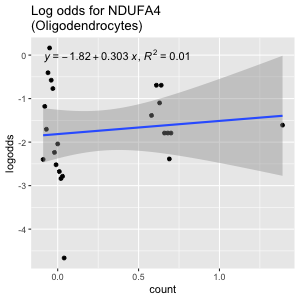 Log odds for NDUFA4
(Oligodendrocytes)
y = −1.82 + 0.303 x, R² = 0.01
0
-1
-2
-3
-4
logodds
0.0 0.5 1.0
count